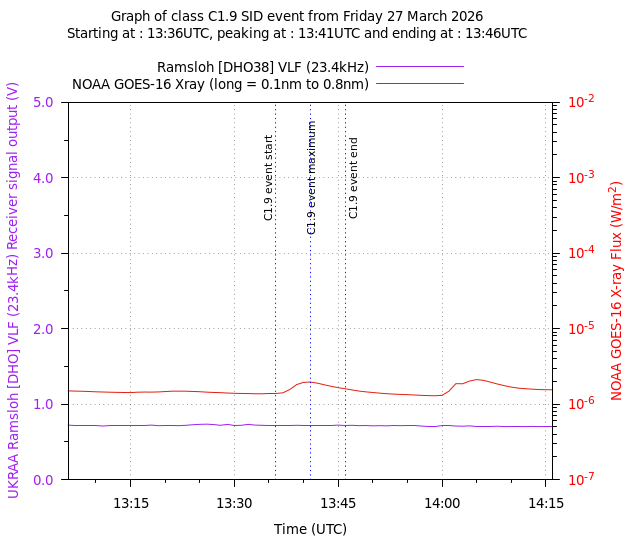 Graph of class C1.9 SID event from Friday 27 March 2026
Starting at : 13:36UTC, peaking at : 13:41UTC and ending at : 13:46UTC
Ramsloh [DHO38] VLF (23.4kHz)
NOAA GOES-16 Xray (long = 0.1nm to 0.8nm)
UKRAA Ramsloh [DHO] VLF (23.4kHz) Receiver signal output (V)
5.0
4.0
3.0
2.0
1.0
0.0
C1.9 event start
C1.9 event maximum
C1.9 event end
10⁻²
10⁻³
10⁻⁴
10⁻⁵
10⁻⁶
10⁻⁷
NOAA GOES-16 X-ray Flux (W/m²)
13:15 13:30 13:45 14:00 14:15
Time (UTC)